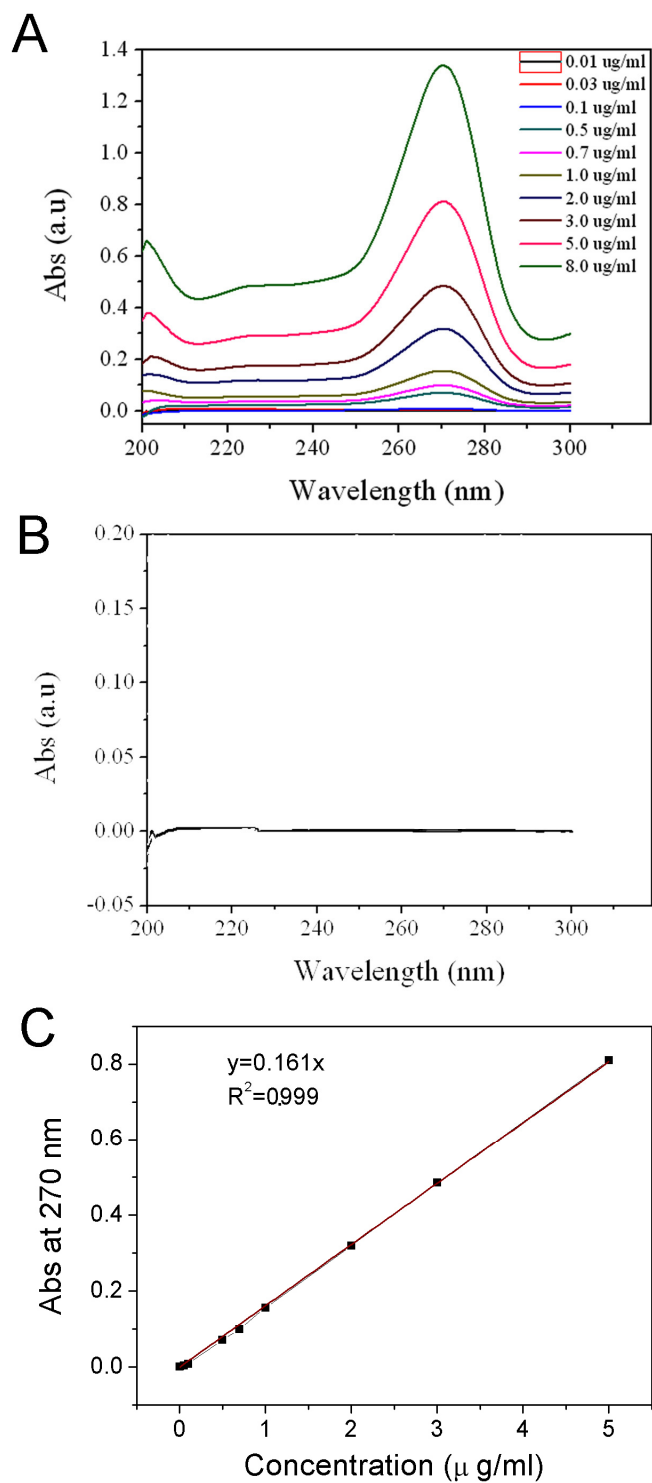 A
1.4
1.2
1.0
0.8
0.6
0.4
0.2
0.0
Abs (a.u)
0.01 ug/ml
0.03 ug/ml
0.1 ug/ml
0.5 ug/ml
0.7 ug/ml
1.0 ug/ml
2.0 ug/ml
3.0 ug/ml
5.0 ug/ml
8.0 ug/ml
200 220 240 260 280 300
Wavelength (nm)
B
0.20
0.15
0.10
0.05
0.00
-0.05
Abs (a.u)
200 220 240 260 280 300
Wavelength (nm)
C
0.8
0.6
0.4
0.2
0.0
Abs at 270 nm
y=0.161x
R²=0.999
0 1 2 3 4 5
Concentration (μ g/ml)